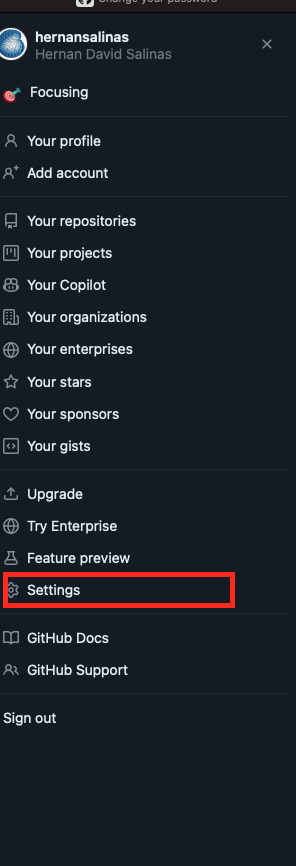 Change your password
hernansalinas
Hernan David Salinas
Focusing
Your profile
Add account
Your repositories
Your projects
Your Copilot
Your organizations
Your enterprises
Your stars
Your sponsors
Your gists
Upgrade
Try Enterprise
Feature preview
Settings
GitHub Docs
GitHub Support
Sign out